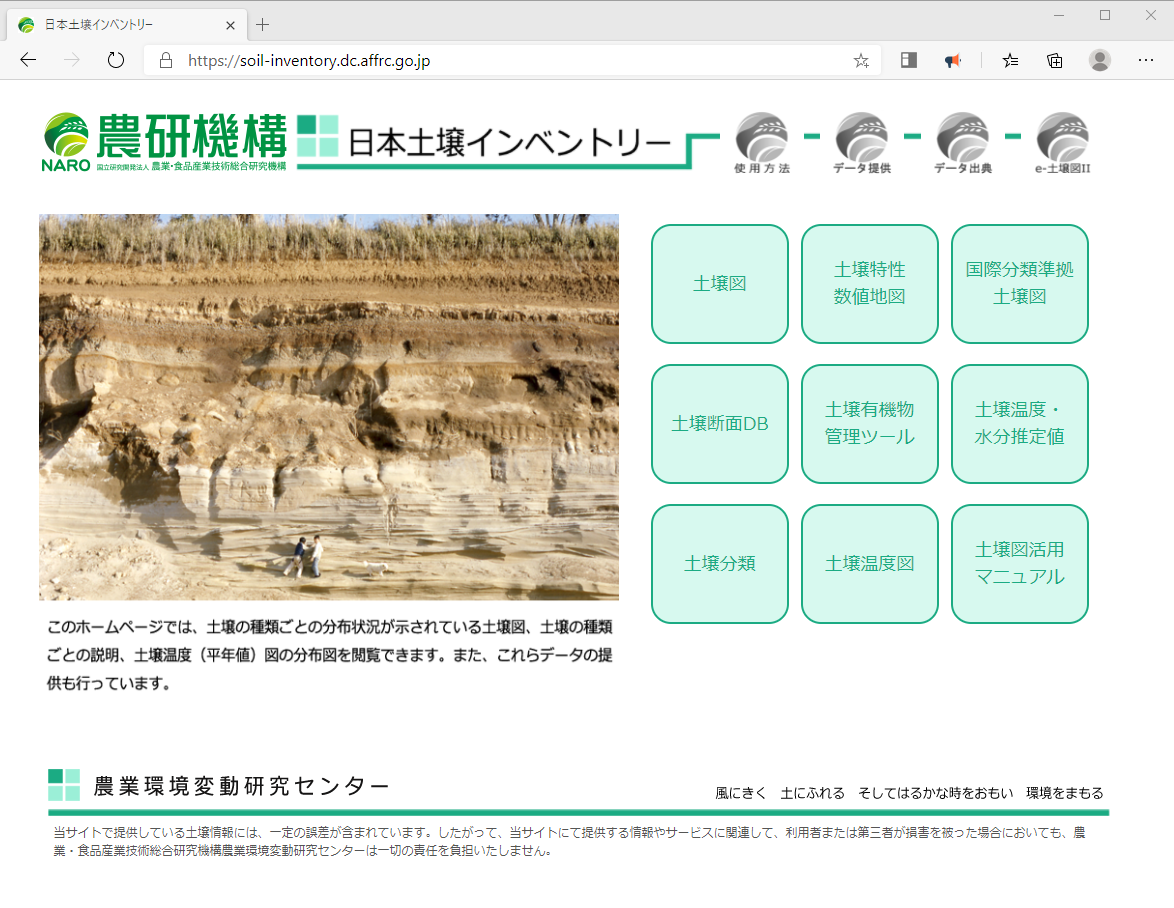 日本土壌インベントリー
https://soil-inventory.dc.affrc.go.jp
農研機構
NARO 国立研究開発法人 農業・食品産業技術総合研究機構
日本土壌インベントリー
使用方法
データ提供
データ出典
e-土壌図II
土壌図
土壌特性
数値地図
国際分類準拠
土壌図
土壌断面DB
土壌有機物
管理ツール
土壌温度・
水分推定値
土壌分類
土壌温度図
土壌図活用
マニュアル
このホームページでは、土壌の種類ごとの分布状況が示されている土壌図、土壌の種類
ごとの説明、土壌温度（平年値）図の分布図を閲覧できます。また、これらデータの提
供も行っています。
農業環境変動研究センター
風にきく　土にふれる　そしてはるかな時をおもい　環境をまもる
当サイトで提供している土壌情報には、一定の誤差が含まれています。したがって、当サイトにて提供する情報やサービスに関連して、利用者または第三者が損害を被った場合においても、農
業・食品産業技術総合研究機構農業環境変動研究センターは一切の責任を負担いたしません。